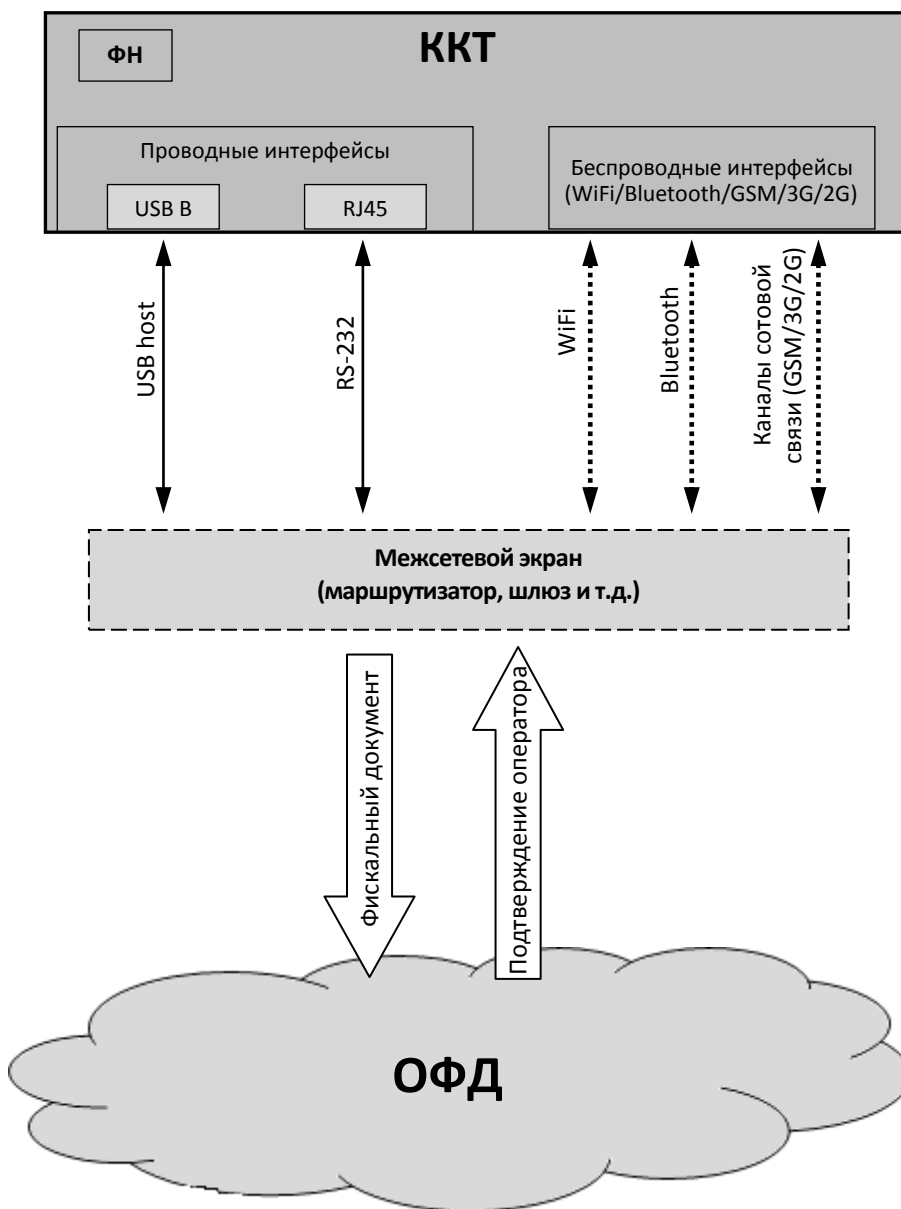 ККТ
ФН
Проводные интерфейсы
USB B
RJ45
Беспроводные интерфейсы
(WiFi/Bluetooth/GSM/3G/2G)
USB host
RS-232
WiFi
Bluetooth
Каналы сотовой
связи (GSM/3G/2G)
Межсетевой экран
(маршрутизатор, шлюз и т.д.)
Фискальный документ
Подтверждение оператора
ОФД